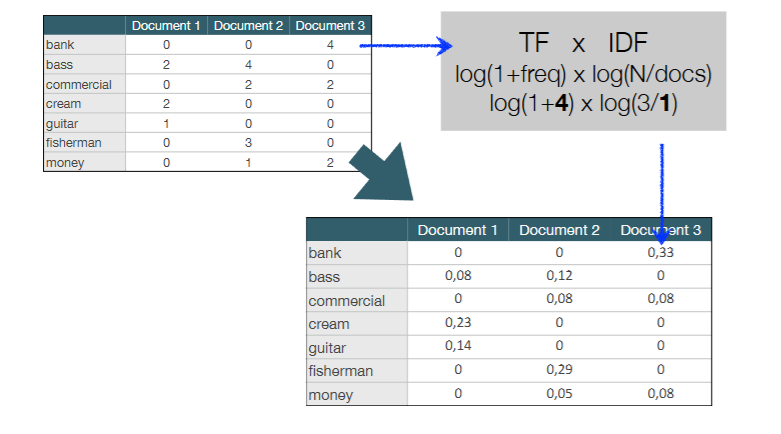 Document 1 Document 2 Document 3
bank 0 0 4
bass 2 4 0
commercial 0 2 2
cream 2 0 0
guitar 1 0 0
fisherman 0 3 0
money 0 1 2
TF x IDF
log(1+freq) x log(N/docs)
log(1+4) x log(3/1)
Document 1 Document 2 Document 3
bank 0 0 0,33
bass 0,08 0,12 0
commercial 0 0,08 0,08
cream 0,23 0 0
guitar 0,14 0 0
fisherman 0 0,29 0
money 0 0,05 0,08